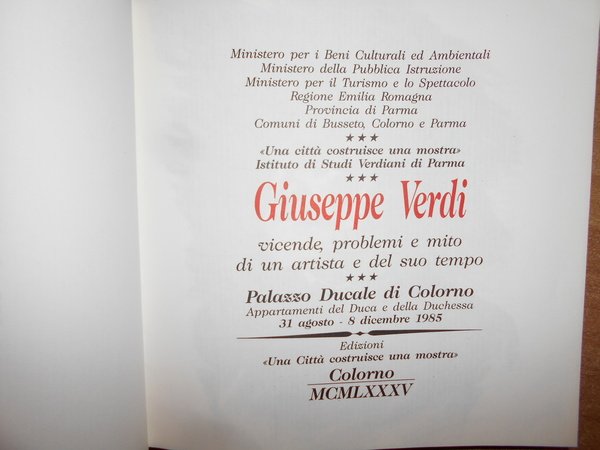 Ministero per i Beni Culturali ed Ambientali
Ministero della Pubblica Istruzione
Ministero per il Turismo e lo Spettacolo
Regione Emilia Romagna
Provincia di Parma
Comuni di Busseto, Colorno e Parma
★★★
«Una città costruisce una mostra»
Istituto di Studi Verdiani di Parma
★★★
Giuseppe Verdi
vicende, problemi e mito
di un artista e del suo tempo
★★★
Palazzo Ducale di Colorno
Appartamenti del Duca e della Duchessa
31 agosto - 8 dicembre 1985
Edizioni
«Una Città costruisce una mostra»
Colorno
MCMLXXXV